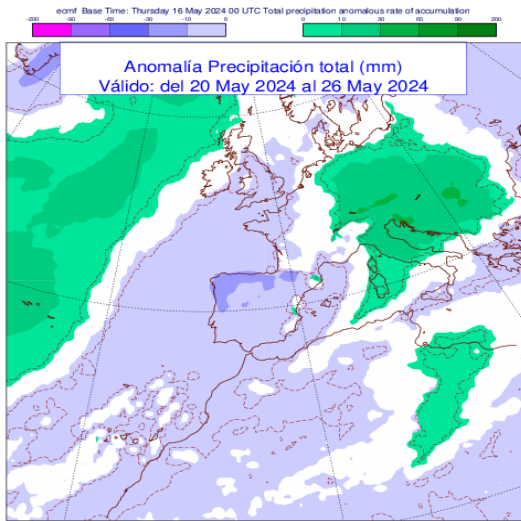 ecmf Base Time: Thursday 16 May 2024 00 UTC Total precipitation anomalous rate of accumulation
-200 -90 -60 -30 -10 0 0 10 30 60 90 200
Anomalía Precipitación total (mm)
Válido: del 20 May 2024 al 26 May 2024